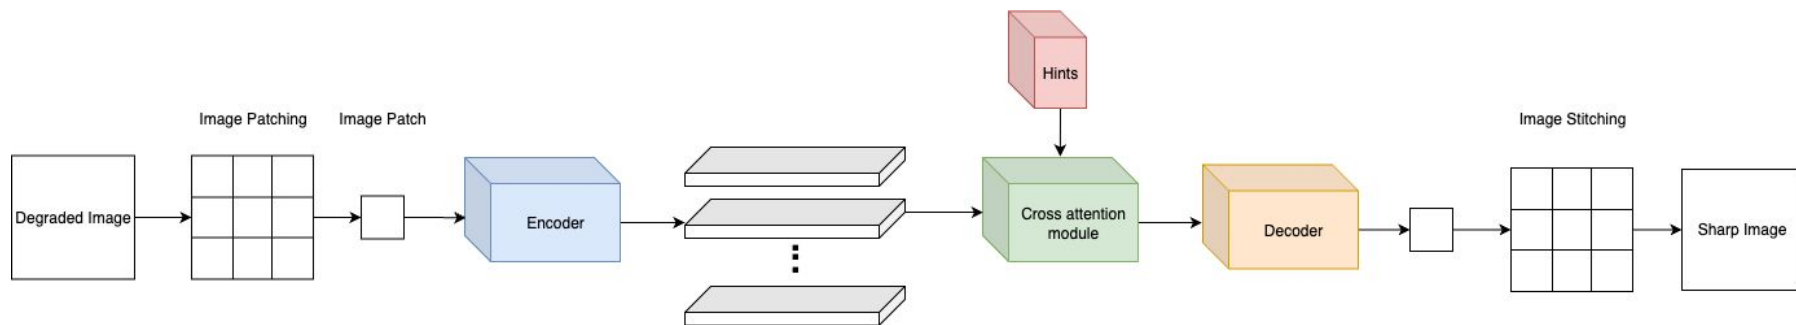 Hints
Image Patching
Image Patch
Image Stitching
Degraded Image
Encoder
Cross attention
module
Decoder
Sharp Image